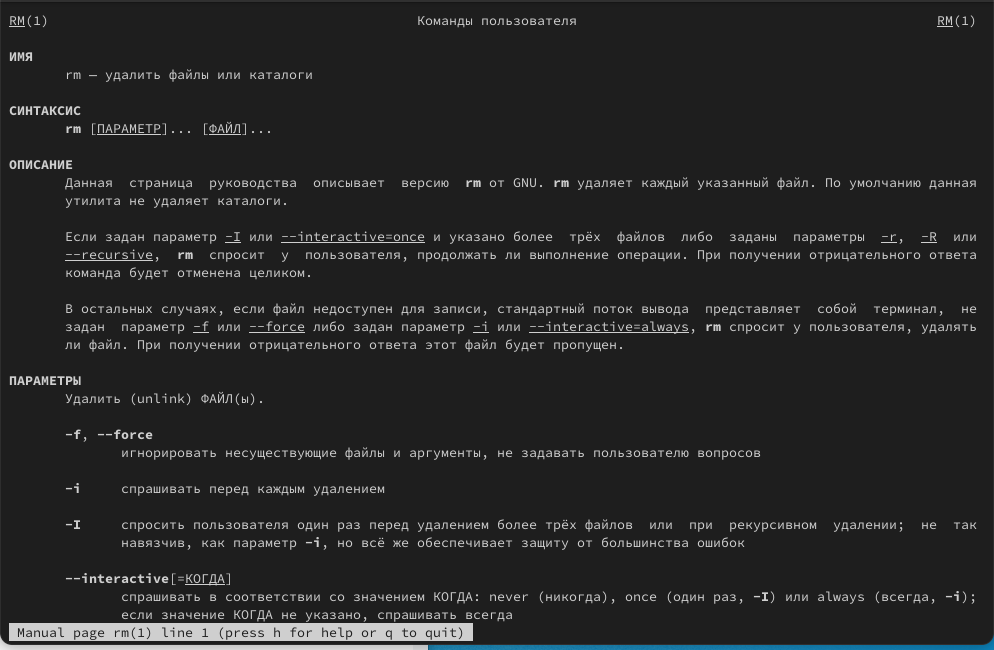 RM(1) Команды пользователя RM(1)
ИМЯ
rm — удалить файлы или каталоги
СИНТАКСИС
rm [ПАРАМЕТР]... [ФАЙЛ]...
ОПИСАНИЕ
Данная страница руководства описывает версию rm от GNU. rm удаляет каждый указанный файл. По умолчанию данная
утилита не удаляет каталоги.
Если задан параметр -I или --interactive=once и указано более трёх файлов либо заданы параметры -r, -R или
--recursive, rm спросит у пользователя, продолжать ли выполнение операции. При получении отрицательного ответа
команда будет отменена целиком.
В остальных случаях, если файл недоступен для записи, стандартный поток вывода представляет собой терминал, не
задан параметр -f или --force либо задан параметр -i или --interactive=always, rm спросит у пользователя, удалять
ли файл. При получении отрицательного ответа этот файл будет пропущен.
ПАРАМЕТРЫ
Удалить (unlink) ФАЙЛ(ы).
-f, --force
игнорировать несуществующие файлы и аргументы, не задавать пользователю вопросов
-i спрашивать перед каждым удалением
-I спросить пользователя один раз перед удалением более трёх файлов или при рекурсивном удалении; не так
навязчив, как параметр -i, но всё же обеспечивает защиту от большинства ошибок
--interactive[=КОГДА]
спрашивать в соответствии со значением КОГДА: never (никогда), once (один раз, -I) или always (всегда, -i);
если значение КОГДА не указано, спрашивать всегда
Manual page rm(1) line 1 (press h for help or q to quit)